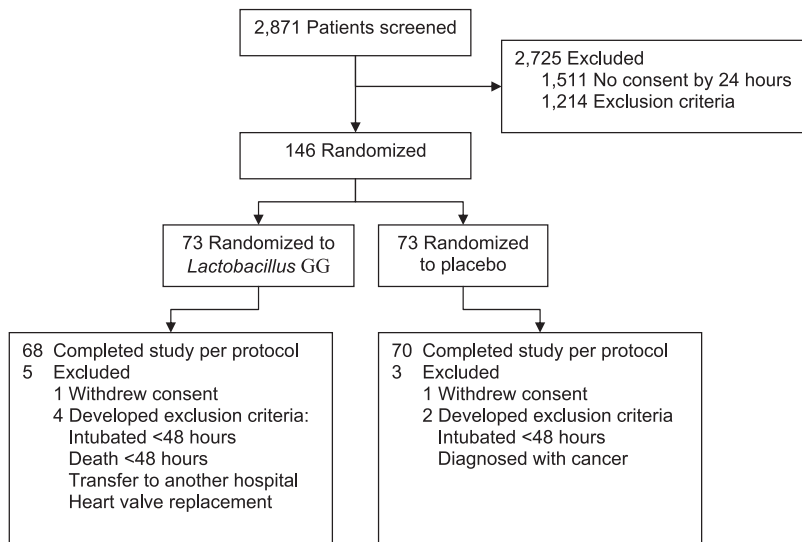 2,871 Patients screened
2,725 Excluded
1,511 No consent by 24 hours
1,214 Exclusion criteria
146 Randomized
73 Randomized to
Lactobacillus GG
73 Randomized
to placebo
68 Completed study per protocol
5 Excluded
1 Withdrew consent
4 Developed exclusion criteria:
Intubated <48 hours
Death <48 hours
Transfer to another hospital
Heart valve replacement
70 Completed study per protocol
3 Excluded
1 Withdrew consent
2 Developed exclusion criteria
Intubated <48 hours
Diagnosed with cancer